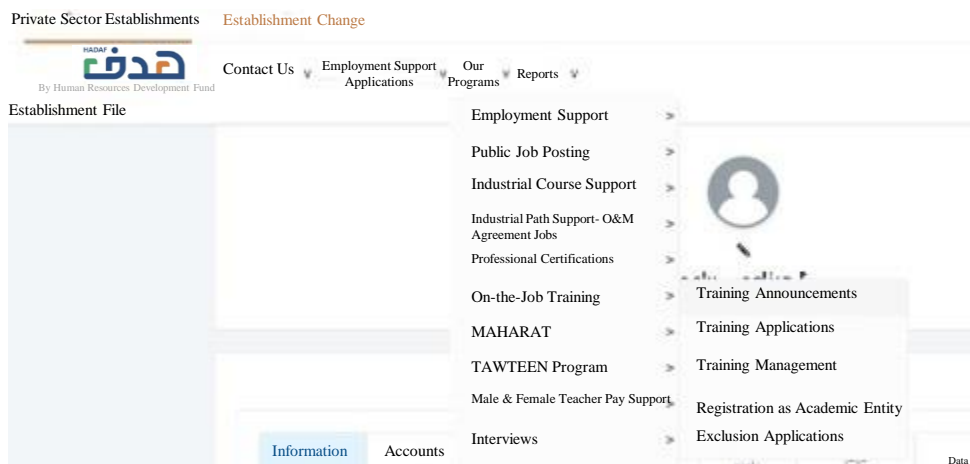 Private Sector Establishments
Establishment Change
HADAF
هدف
By Human Resources Development Fund
Contact Us
Employment Support
Applications
Our
Programs
Reports
Establishment File
Employment Support
Public Job Posting
Industrial Course Support
Industrial Path Support- O&M
Agreement Jobs
Professional Certifications
On-the-Job Training
MAHARAT
TAWTEEN Program
Male & Female Teacher Pay Support
Interviews
Training Announcements
Training Applications
Training Management
Registration as Academic Entity
Exclusion Applications
Information
Accounts
Data